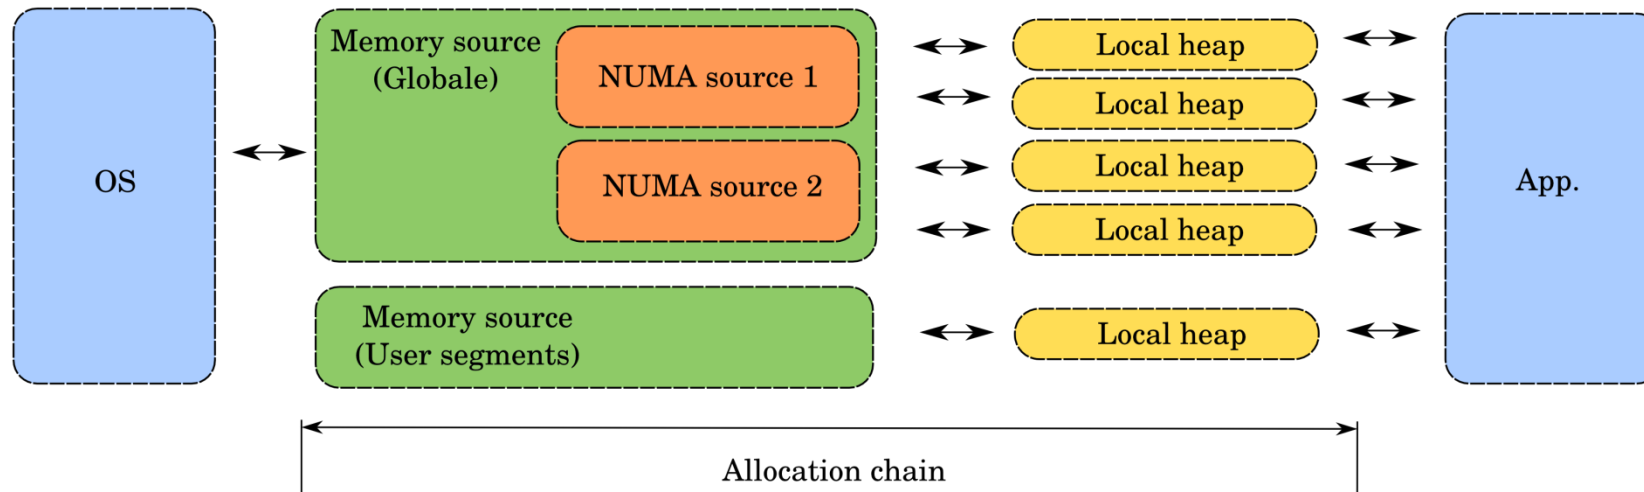 OS
Memory source
(Globale)
NUMA source 1
NUMA source 2
Memory source
(User segments)
Local heap
Local heap
Local heap
Local heap
Local heap
App.
Allocation chain